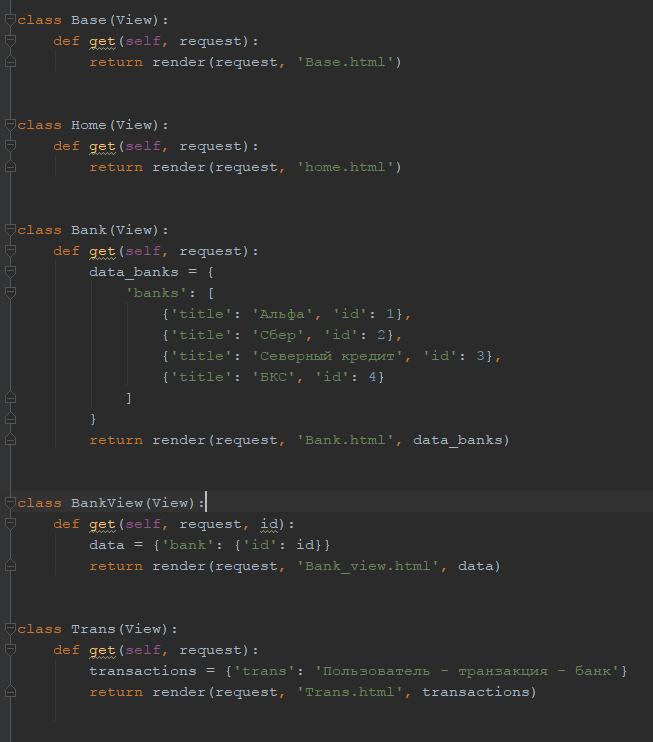 class Base(View):
    def get(self, request):
        return render(request, 'Base.html')
class Home(View):
    def get(self, request):
        return render(request, 'home.html')
class Bank(View):
    def get(self, request):
        data_banks = {
            'banks': [
                {'title': 'Альфа', 'id': 1},
                {'title': 'Сбер', 'id': 2},
                {'title': 'Северный кредит', 'id': 3},
                {'title': 'БКС', 'id': 4}
            ]
        }
        return render(request, 'Bank.html', data_banks)
class BankView(View):
    def get(self, request, id):
        data = {'bank': {'id': id}}
        return render(request, 'Bank_view.html', data)
class Trans(View):
    def get(self, request):
        transactions = {'trans': 'Пользователь - транзакция - банк'}
        return render(request, 'Trans.html', transactions)